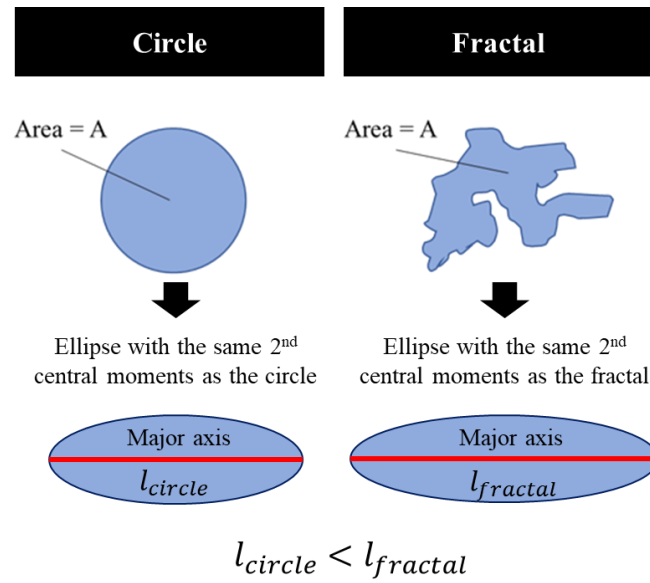 Circle
Fractal
Area = A
Area = A
Ellipse with the same 2nd
central moments as the circle
Ellipse with the same 2nd
central moments as the fractal
Major axis
l_circle
Major axis
l_fractal
l_circle < l_fractal